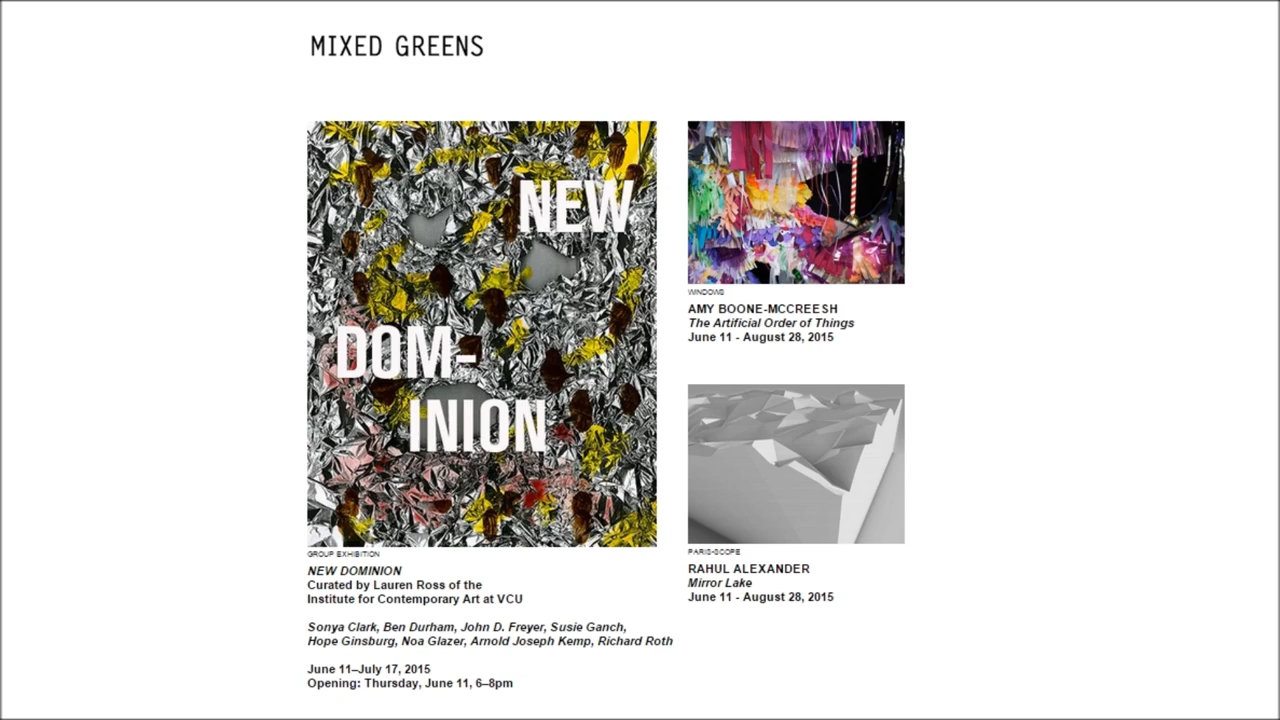 MIXED GREENS
NEW
DOM-
INION
GROUP EXHIBITION
NEW DOMINION
Curated by Lauren Ross of the
Institute for Contemporary Art at VCU
Sonya Clark, Ben Durham, John D. Freyer, Susie Ganch,
Hope Ginsburg, Noa Glazer, Arnold Joseph Kemp, Richard Roth
June 11–July 17, 2015
Opening: Thursday, June 11, 6–8pm
WINDOWS
AMY BOONE-MCCREESH
The Artificial Order of Things
June 11 - August 28, 2015
PARIS-SCOPE
RAHUL ALEXANDER
Mirror Lake
June 11 - August 28, 2015